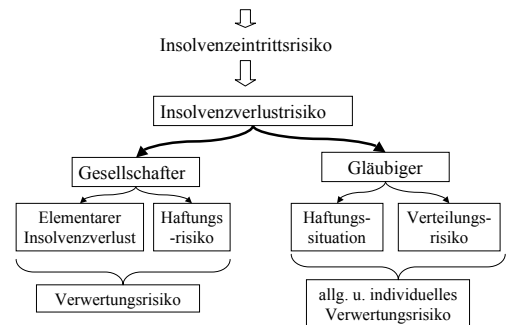 Insolvenzeintrittsrisiko
Insolvenzverlustrisiko
Gesellschafter
Gläubiger
Elementarer
Insolvenzverlust
Haftungs
-risiko
Haftungs-
situation
Verteilungs-
risiko
Verwertungsrisiko
allg. u. individuelles
Verwertungsrisiko